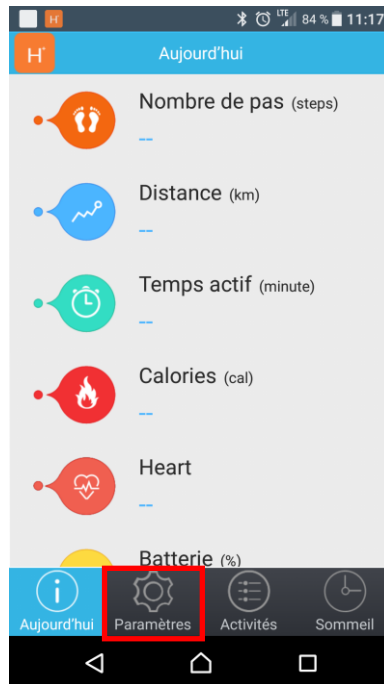 H
LTE 84 % 11:17
H Aujourd'hui
Nombre de pas (steps)
--
Distance (km)
--
Temps actif (minute)
--
Calories (cal)
--
Heart
--
Batterie (%)
Aujourd'hui Paramètres Activités Sommeil